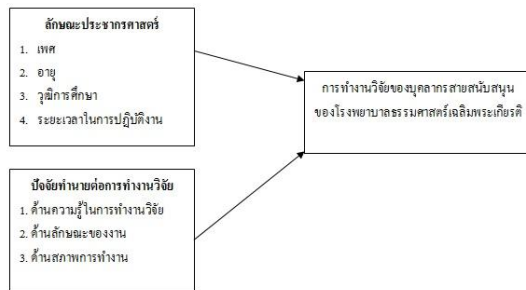 ลักษณะประชากรศาสตร์
1. เพศ
2. อายุ
3. วุฒิการศึกษา
4. ระยะเวลาในการปฏิบัติงาน
การทำงานวิจัยของบุคลากรสายสนับสนุน
ของโรงพยาบาลธรรมศาสตร์เฉลิมพระเกียรติ
ปัจจัยทำนายต่อการทำงานวิจัย
1. ด้านความรู้ในการทำงานวิจัย
2. ด้านลักษณะของงาน
3. ด้านสภาพการทำงาน